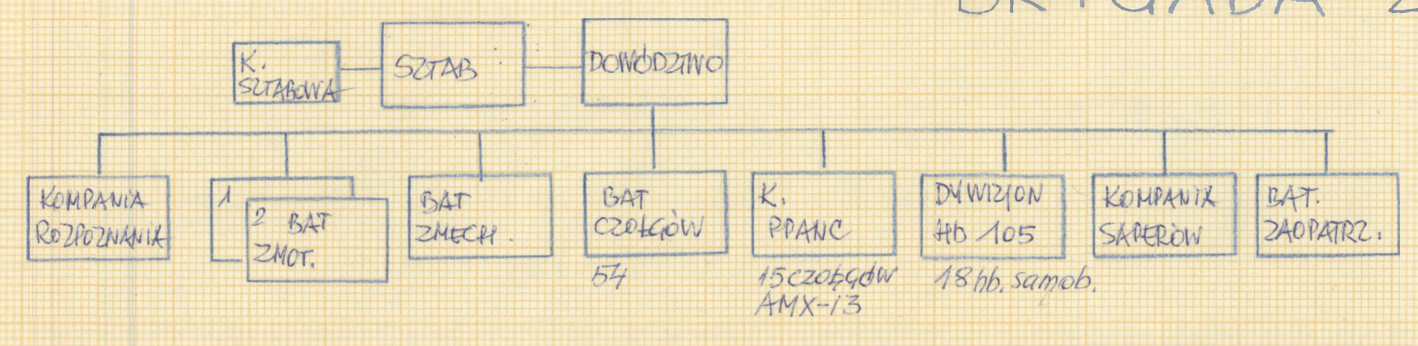 BRYGADA Z
K.
SZTABOWA
SZTAB
DOWÓDZTWO
KOMPANIA
ROZPOZNANIA
1
2 BAT
ZMOT.
BAT
ZMECH.
BAT
CZOŁGÓW
54
K.
PPANC
15 CZOŁGÓW
AMX-13
DYWIZJON
HB 105
18 hb. samob.
KOMPANIA
SAPERÓW
BAT.
ZAOPATRZ.